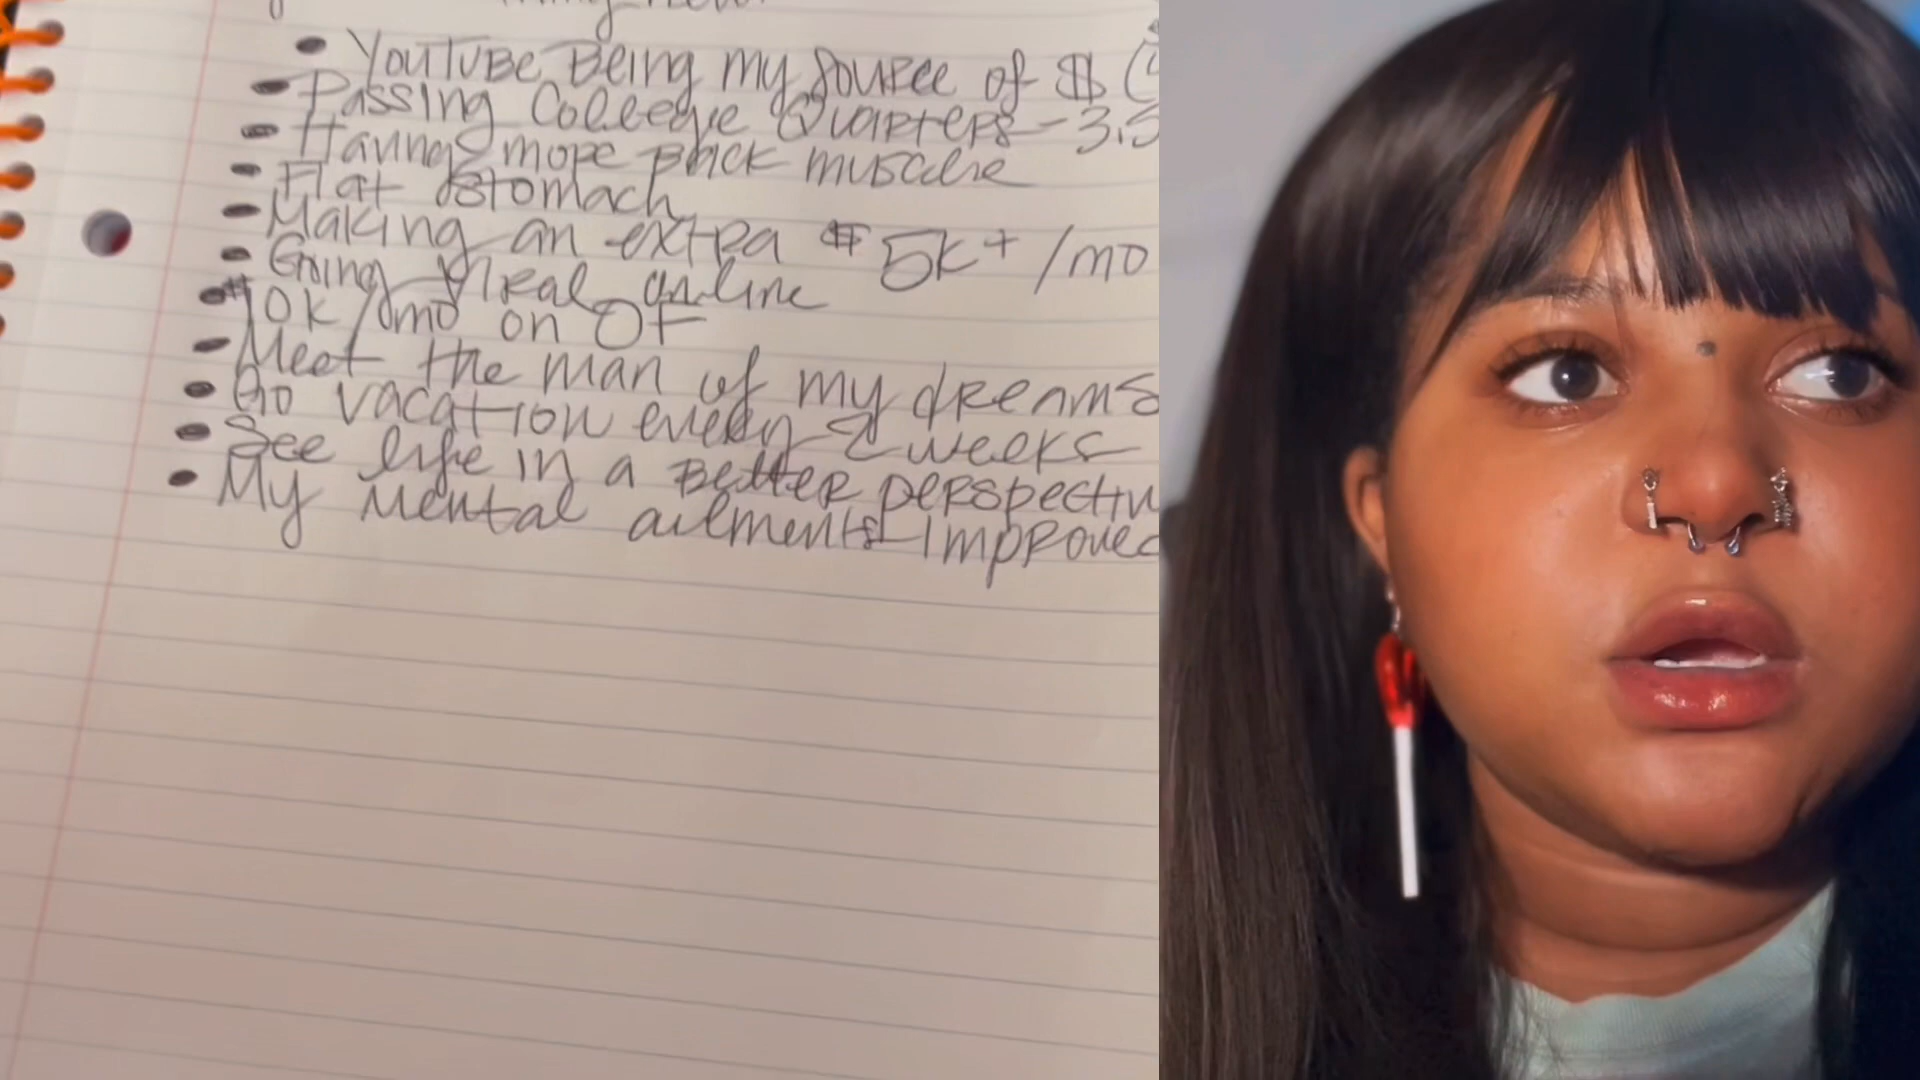 • YouTube Being my source of $ (
• Passing College Quarters - 3.5
• Having more back muscle
• Flat stomach
• Making an extra $5k+ /mo
• Going viral online
• $10k/mo on OF
• Meet the man of my dreams
• Go vacation every 2 weeks
• See life in a Better perspectiv
• My Mental ailments Improved